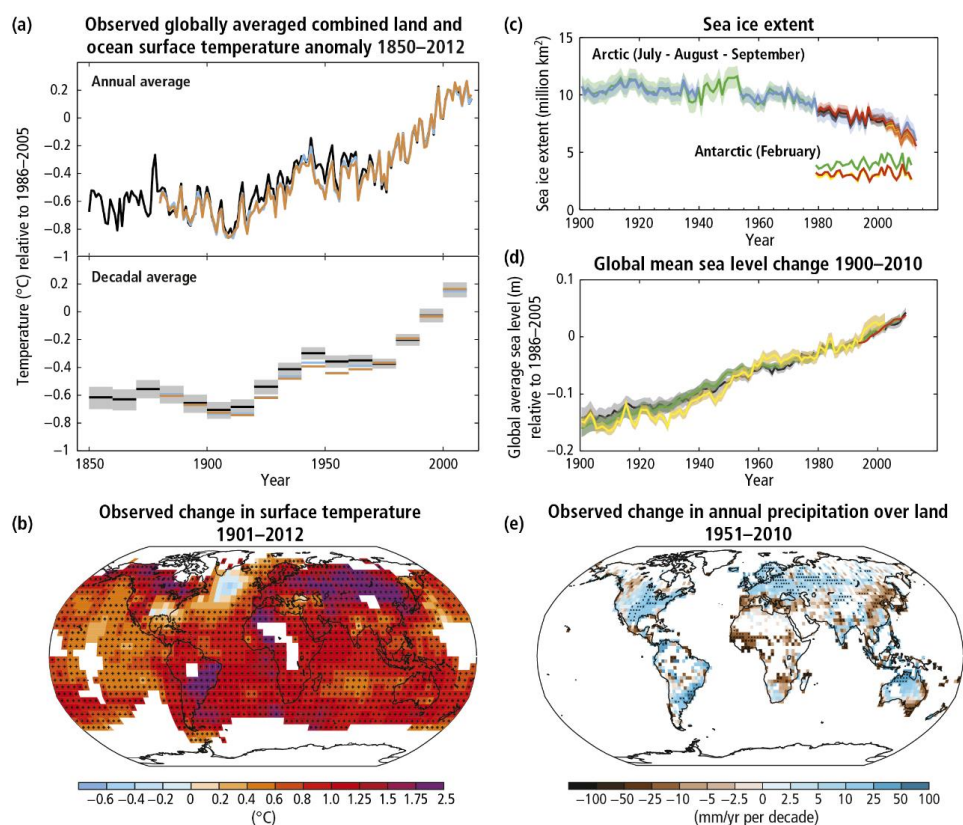 (a)
Observed globally averaged combined land and
ocean surface temperature anomaly 1850–2012
Annual average
0.2
0
−0.2
−0.4
−0.6
−0.8
−1
Decadal average
0.2
0
−0.2
−0.4
−0.6
−0.8
−1
Temperature (°C) relative to 1986–2005
1850
1900
1950
2000
Year
(c)
Sea ice extent
Arctic (July - August - September)
Antarctic (February)
15
10
5
0
Sea ice extent (million km²)
1900
1920
1940
1960
1980
2000
Year
(d)
Global mean sea level change 1900–2010
0.1
0
−0.1
−0.2
Global average sea level (m)
relative to 1986–2005
1900
1920
1940
1960
1980
2000
Year
(b)
Observed change in surface temperature
1901–2012
−0.6 −0.4 −0.2 0 0.2 0.4 0.6 0.8 1.0 1.25 1.5 1.75 2.5
(°C)
(e)
Observed change in annual precipitation over land
1951–2010
−100 −50 −25 −10 −5 −2.5 0 2.5 5 10 25 50 100
(mm/yr per decade)